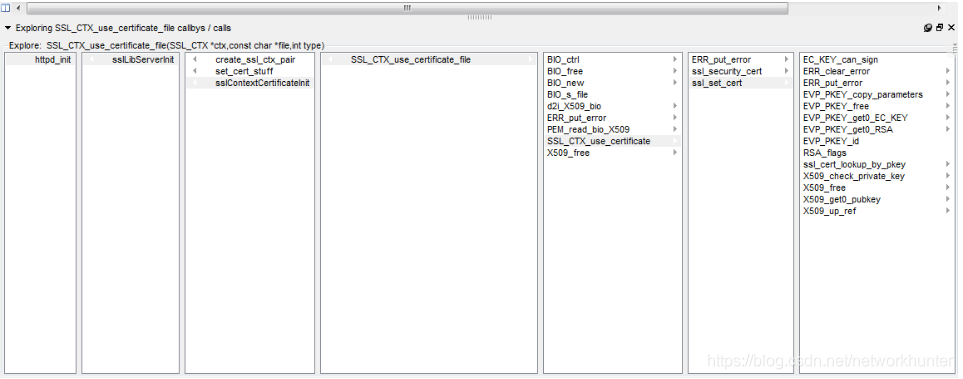 Exploring SSL_CTX_use_certificate_file callbys / calls
Explore: SSL_CTX_use_certificate_file(SSL_CTX *ctx,const char *file,int type)
httpd_init
sslLibServerInit
create_ssl_ctx_pair
set_cert_stuff
sslContextCertificateInit
SSL_CTX_use_certificate_file
BIO_ctrl
BIO_free
BIO_new
BIO_s_file
d2i_X509_bio
ERR_put_error
PEM_read_bio_X509
SSL_CTX_use_certificate
X509_free
ERR_put_error
ssl_security_cert
ssl_set_cert
EC_KEY_can_sign
ERR_clear_error
ERR_put_error
EVP_PKEY_copy_parameters
EVP_PKEY_free
EVP_PKEY_get0_EC_KEY
EVP_PKEY_get0_RSA
EVP_PKEY_id
RSA_flags
ssl_cert_lookup_by_pkey
X509_check_private_key
X509_free
X509_get0_pubkey
X509_up_ref
https://blog.csdn.net/networkhunter